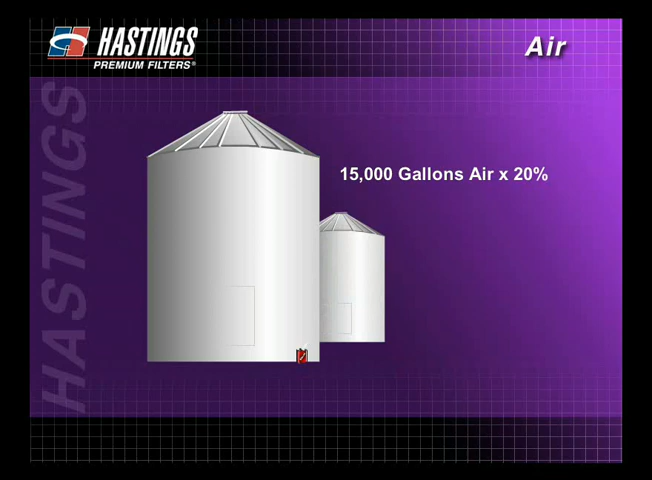 HASTINGS
PREMIUM FILTERS®
Air
HASTINGS
15,000 Gallons Air x 20%